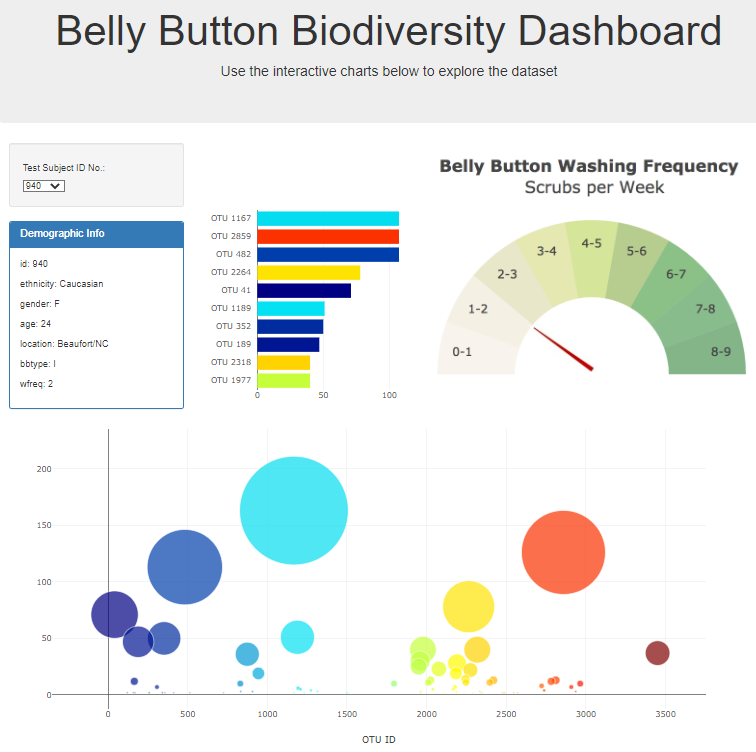 Belly Button Biodiversity Dashboard
Use the interactive charts below to explore the dataset
Test Subject ID No.:
940
Demographic Info
id: 940
ethnicity: Caucasian
gender: F
age: 24
location: Beaufort/NC
bbtype: I
wfreq: 2
OTU 1167
OTU 2859
OTU 482
OTU 2264
OTU 41
OTU 1189
OTU 352
OTU 189
OTU 2318
OTU 1977
0 50 100
Belly Button Washing Frequency
Scrubs per Week
0-1
1-2
2-3
3-4
4-5
5-6
6-7
7-8
8-9
200
150
100
50
0
0 500 1000 1500 2000 2500 3000 3500
OTU ID